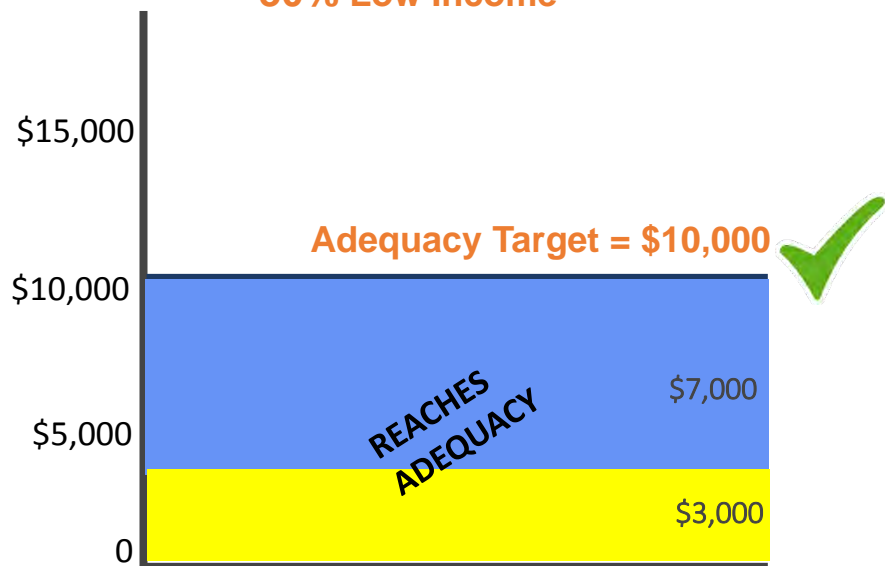 $15,000
Adequacy Target = $10,000
$10,000
$7,000
REACHES
ADEQUACY
$5,000
$3,000
0